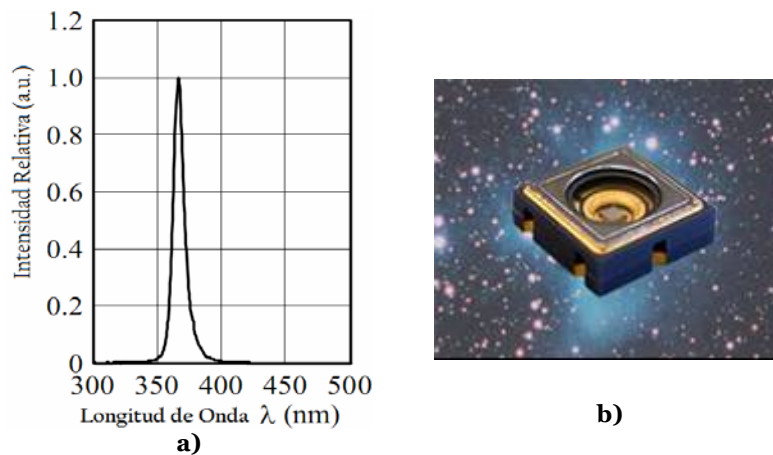 1.2
1.0
0.8
0.6
0.4
0.2
0
Intensidad Relativa (a.u.)
300 350 400 450 500
Longitud de Onda λ (nm)
a)
b)